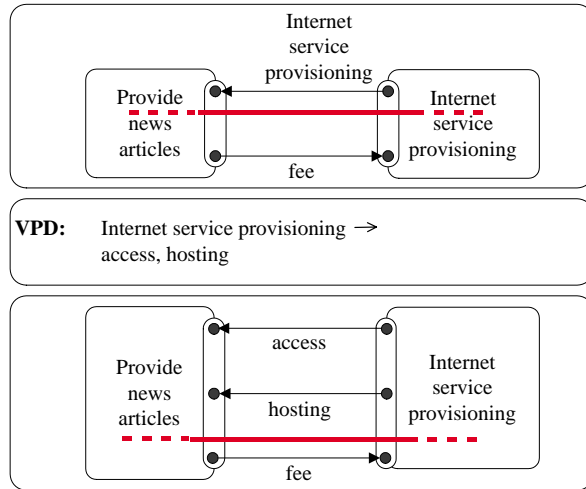 Internet
service
provisioning
Provide
news
articles
Internet
service
provisioning
fee
VPD: Internet service provisioning →
access, hosting
access
Provide
news
articles
Internet
service
provisioning
hosting
fee